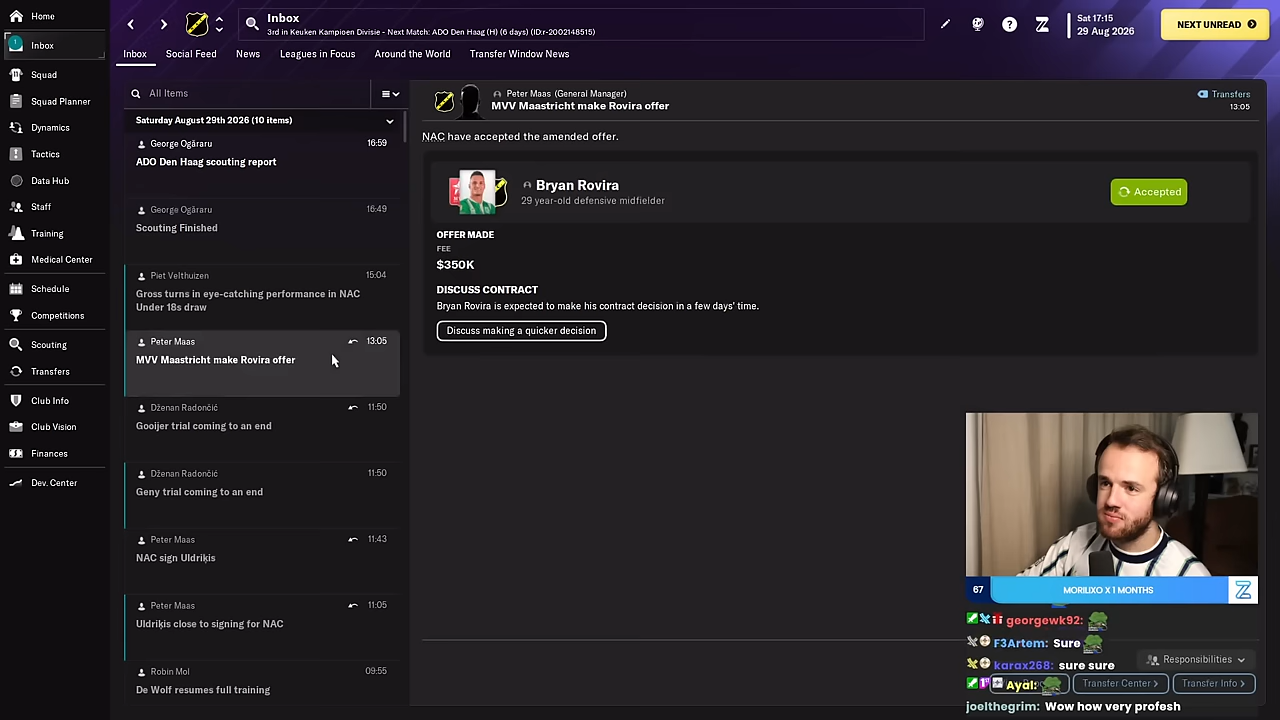 Home
Inbox
3rd in Keuken Kampioen Divisie - Next Match: ADO Den Haag (H) (6 days) (ID:r-2002148515)
Sat 17:15
29 Aug 2026
NEXT UNREAD
1
Inbox
Inbox
Social Feed
News
Leagues in Focus
Around the World
Transfer Window News
Squad
Squad Planner
Dynamics
Tactics
Data Hub
Staff
Training
Medical Center
Schedule
Competitions
Scouting
Transfers
Club Info
Club Vision
Finances
Dev. Center
All Items
Saturday August 29th 2026 (10 items)
George Ogăraru 16:59
ADO Den Haag scouting report
George Ogăraru 16:49
Scouting Finished
Piet Velthuizen 15:04
Gross turns in eye-catching performance in NAC
Under 18s draw
Peter Maas 13:05
MVV Maastricht make Rovira offer
Dženan Radončić 11:50
Gooijer trial coming to an end
Dženan Radončić 11:50
Geny trial coming to an end
Peter Maas 11:43
NAC sign Uldriķis
Peter Maas 11:05
Uldriķis close to signing for NAC
Robin Mol 09:55
De Wolf resumes full training
Peter Maas (General Manager)
MVV Maastricht make Rovira offer
Transfers
13:05
NAC have accepted the amended offer.
Bryan Rovira
29 year-old defensive midfielder
Accepted
OFFER MADE
FEE
$350K
DISCUSS CONTRACT
Bryan Rovira is expected to make his contract decision in a few days' time.
Discuss making a quicker decision
67 MORILIXO X 1 MONTHS
georgewk92:
F3Artem: Sure
karax268: sure sure
Ayal:
joelthegrim: Wow how very profesh
Responsibilities
Transfer Center
Transfer Info